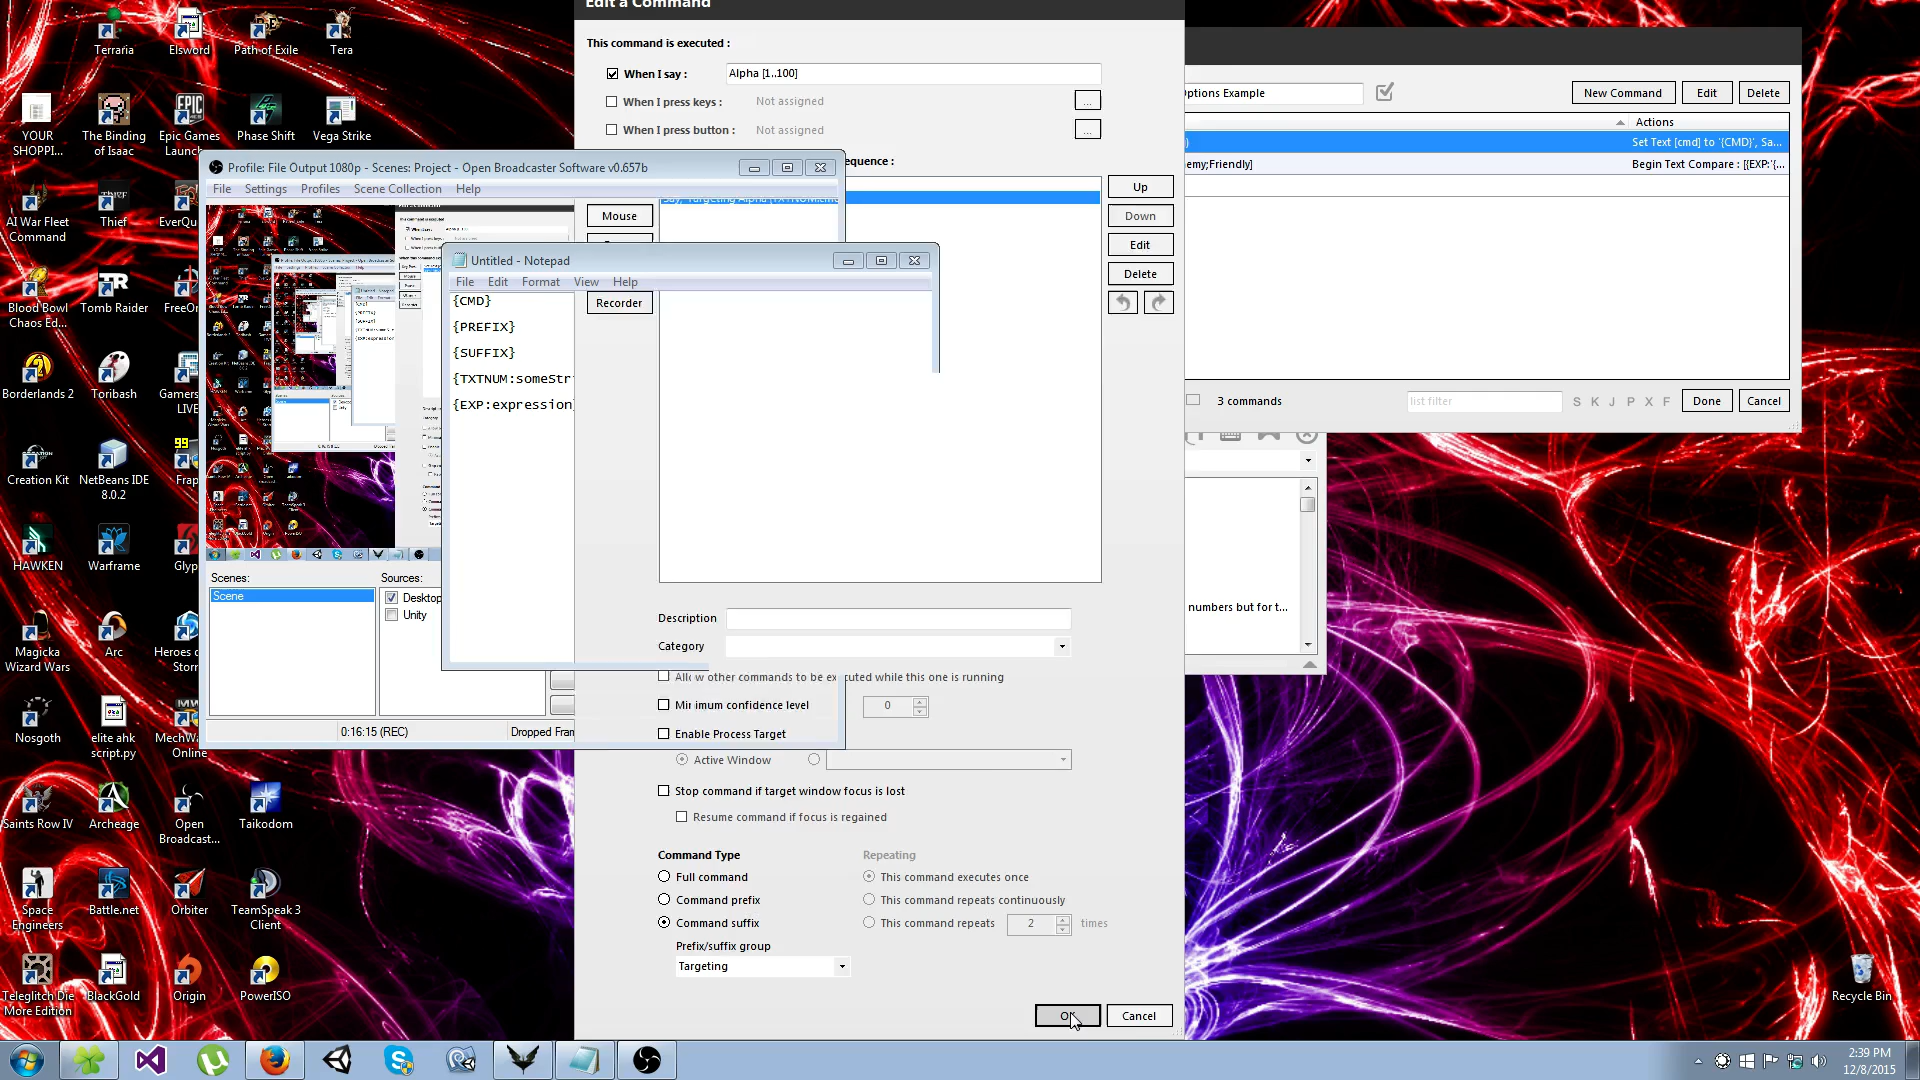 Terraria
Elsword
Path of Exile
Tera
YOUR SHOPPI...
The Binding of Isaac
Epic Games Launch
Phase Shift
Vega Strike
AI War Fleet Command
Thief
EverQu
Blood Bowl Chaos Ed...
Tomb Raider
FreeOr
Borderlands 2
Toribash
Gamers LIVE
Creation Kit
NetBeans IDE 8.0.2
Frap
HAWKEN
Warframe
Glyp
Magicka Wizard Wars
Arc
Heroes o Storm
Nosgoth
elite ahk script.py
MechWa Online
Saints Row IV
Archeage
Open Broadcast...
Taikodom
Space Engineers
Battle.net
Orbiter
TeamSpeak 3 Client
Teleglitch Die More Edition
BlackGold
Origin
PowerISO
Recycle Bin
Edit a Command
This command is executed :
When I say :
Alpha [1..100]
When I press keys :
Not assigned
...
When I press button :
Not assigned
...
equence :
Up
Down
Edit
Delete
Profile: File Output 1080p - Scenes: Project - Open Broadcaster Software v0.657b
File Settings Profiles Scene Collection Help
Mouse
Recorder
Scenes:
Scene
Sources:
Desktop
Unity
0:16:15 (REC)
Dropped Fram
Untitled - Notepad
File Edit Format View Help
{CMD}
{PREFIX}
{SUFFIX}
{TXTNUM:someStr
{EXP:expression}
Description
Category
Allow other commands to be executed while this one is running
Minimum confidence level
0
Enable Process Target
Active Window
Stop command if target window focus is lost
Resume command if focus is regained
Command Type
Full command
Command prefix
Command suffix
Prefix/suffix group
Targeting
Repeating
This command executes once
This command repeats continuously
This command repeats 2 times
OK
Cancel
ptions Example
New Command
Edit
Delete
Actions
Set Text [cmd] to '{CMD}', Sa...
emy;Friendly]
Begin Text Compare : [{EXP:'{...
3 commands
list filter
S K J P X F
Done
Cancel
numbers but for t...
2:39 PM
12/8/2015